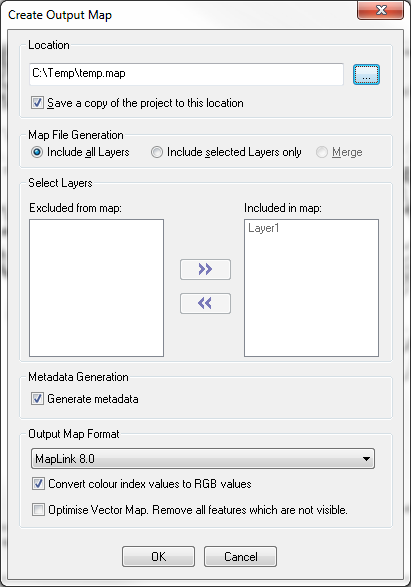 Create Output Map
Location
C:\Temp\temp.map
...
Save a copy of the project to this location
Map File Generation
Include all Layers
Include selected Layers only
Merge
Select Layers
Excluded from map:
Included in map:
Layer1
>>
<<
Metadata Generation
Generate metadata
Output Map Format
MapLink 8.0
Convert colour index values to RGB values
Optimise Vector Map. Remove all features which are not visible.
OK
Cancel